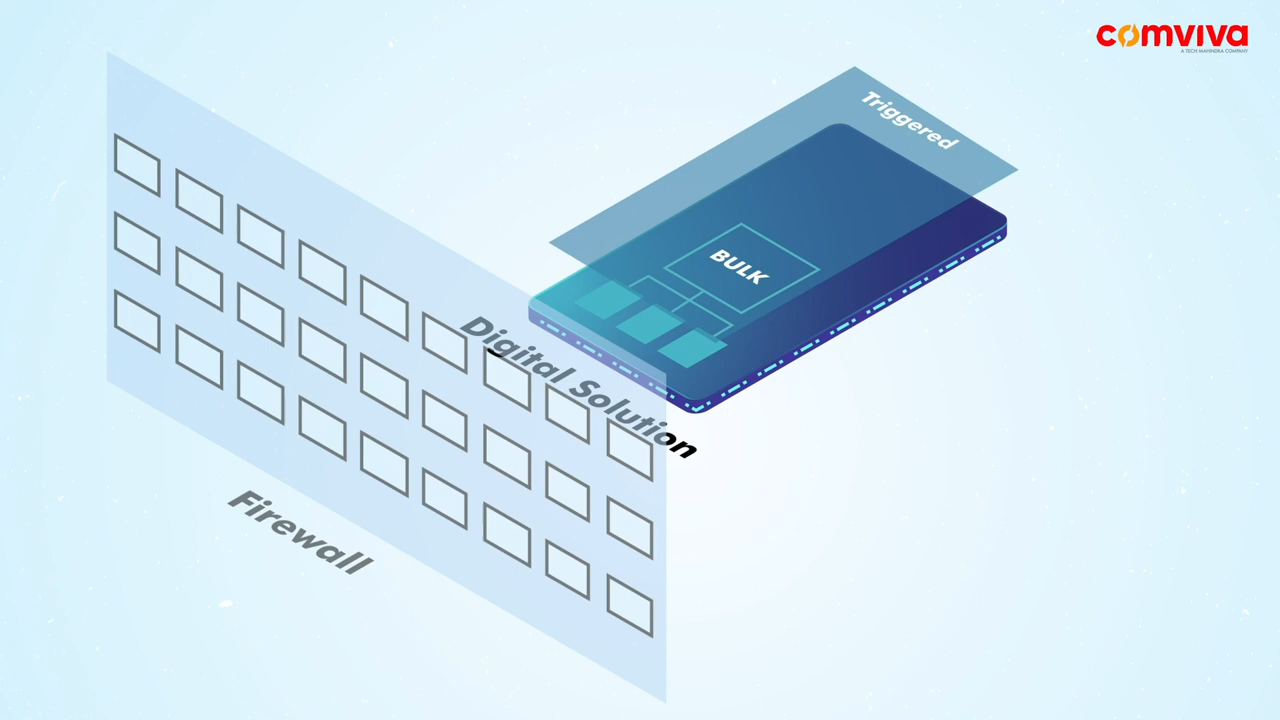 comviva
A TECH MAHINDRA COMPANY
Triggered
BULK
Digital Solution
Firewall